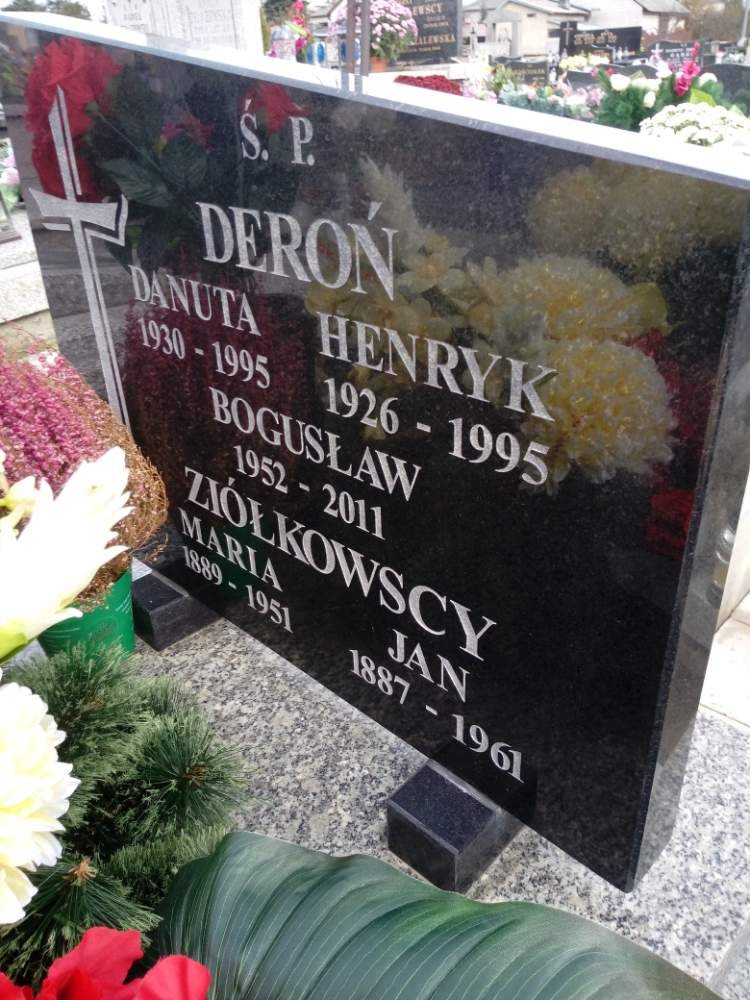 Ś. P.
DEROŃ
DANUTA HENRYK
1930 - 1995 1926 - 1995
BOGUSŁAW
1952 - 2011
ZIÓŁKOWSCY
MARIA JAN
1889 - 1951 1887 - 1961